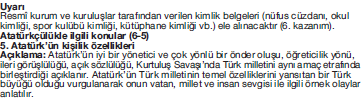 Uyarı
Resmî kurum ve kuruluşlar tarafından verilen kimlik belgeleri (nüfus cüzdanı, okul
kimliği, spor kulübü kimliği, kütüphane kimliği vb.) ele alınacaktır (6. kazanım).
Atatürkçülükle ilgili konular (6-5)
5. Atatürk'ün kişilik özellikleri
Açıklama: Atatürk'ün iyi bir yönetici ve çok yönlü bir önder oluşu, öğreticilik yönü,
ileri görüşlülüğü, açık sözlülüğü, Kurtuluş Savaşı'nda Türk milletini aynı amaç etrafında
birleştirdiği açıklanır. Atatürk'ün Türk milletinin temel özelliklerini yansıtan bir Türk
büyüğü olduğu vurgulanarak onun vatan, millet ve insan sevgisi ile ilgili örnek olaylar
anlatılır.